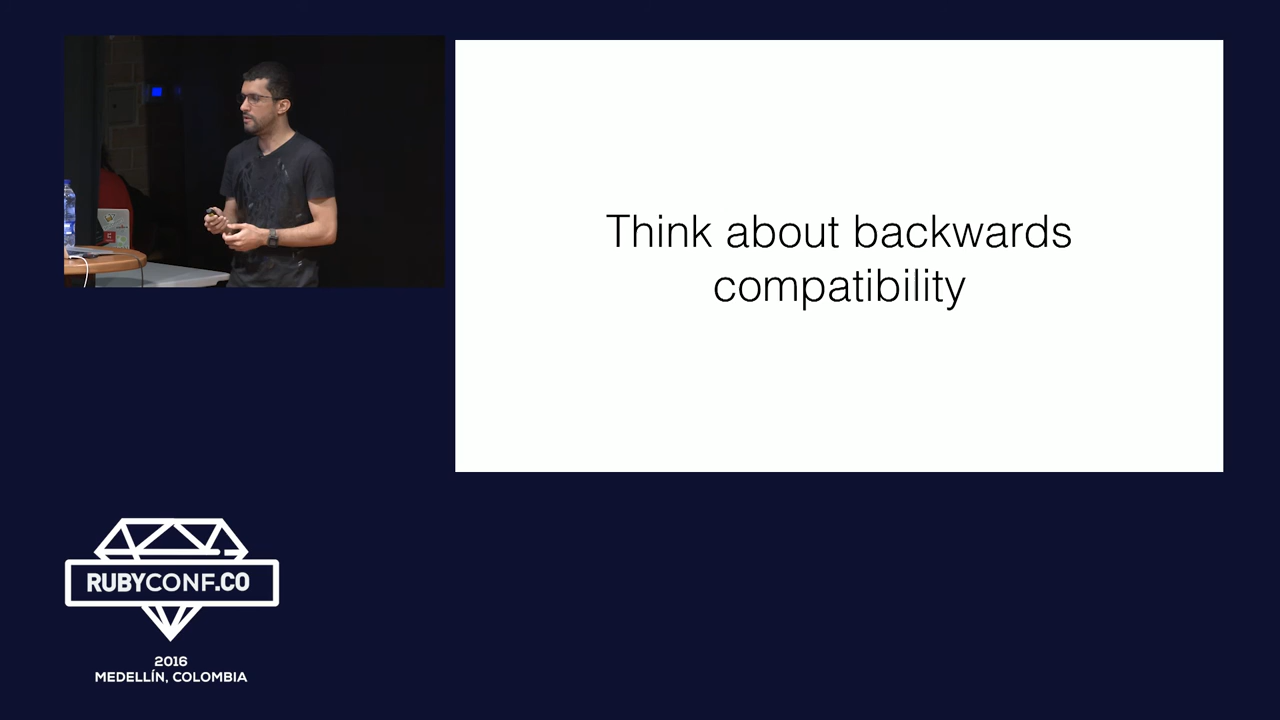 Think about backwards
compatibility
RUBYCONF.CO
2016
MEDELLÍN, COLOMBIA